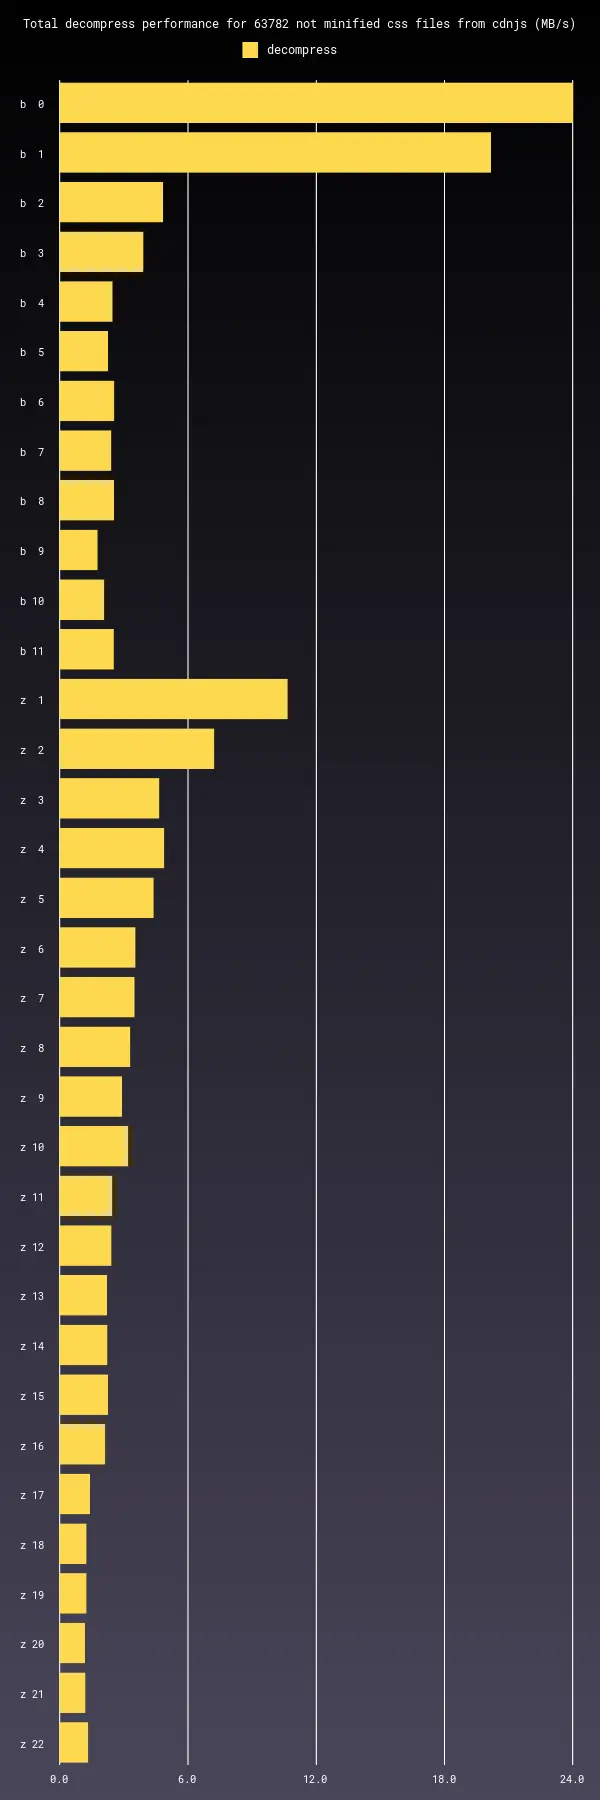 Total decompress performance for 63782 not minified css files from cdnjs (MB/s)
decompress
b  0
b  1
b  2
b  3
b  4
b  5
b  6
b  7
b  8
b  9
b 10
b 11
z  1
z  2
z  3
z  4
z  5
z  6
z  7
z  8
z  9
z 10
z 11
z 12
z 13
z 14
z 15
z 16
z 17
z 18
z 19
z 20
z 21
z 22
0.0 6.0 12.0 18.0 24.0